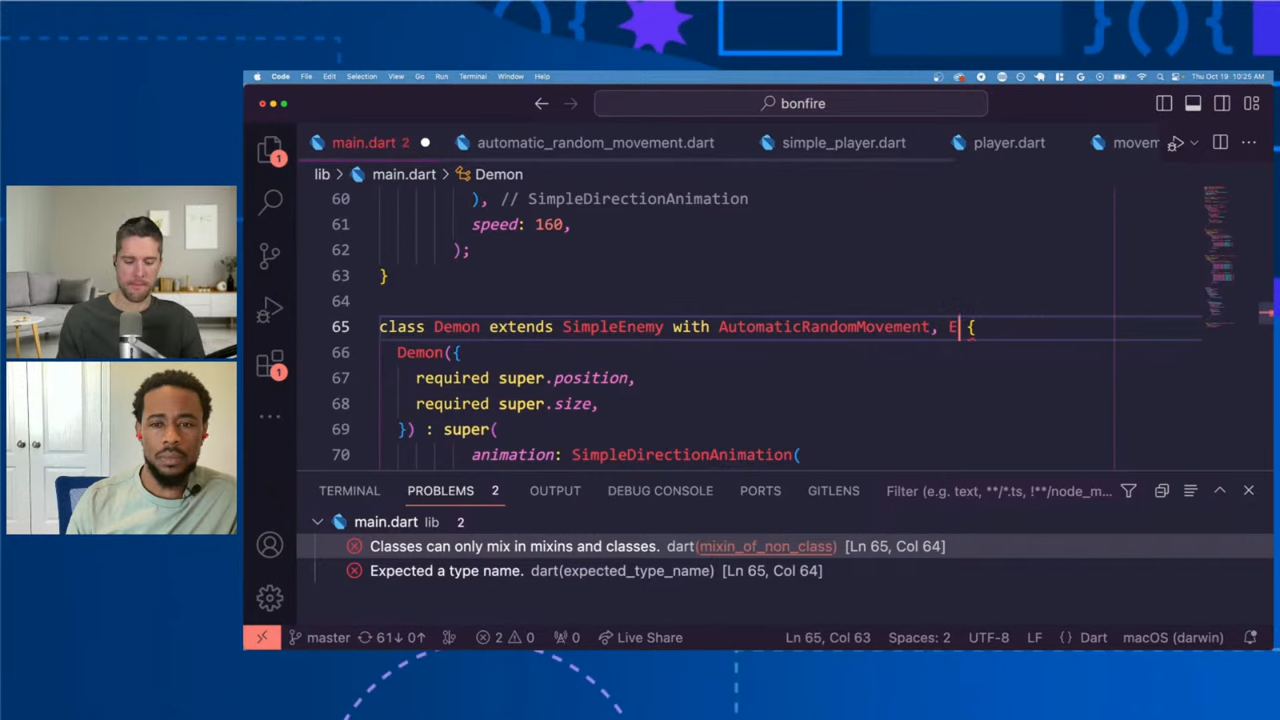 Code File Edit Selection View Go Run Terminal Window Help Thu Oct 19 10:25 AM
bonfire
main.dart 2 automatic_random_movement.dart simple_player.dart player.dart movem
lib > main.dart > Demon
60 ), // SimpleDirectionAnimation
61 speed: 160,
62 );
63 }
64
65 class Demon extends SimpleEnemy with AutomaticRandomMovement, E {
66 Demon({
67 required super.position,
68 required super.size,
69 }) : super(
70 animation: SimpleDirectionAnimation(
TERMINAL PROBLEMS 2 OUTPUT DEBUG CONSOLE PORTS GITLENS Filter (e.g. text, **/*.ts, !**/node_m...
main.dart lib 2
Classes can only mix in mixins and classes. dart(mixin_of_non_class) [Ln 65, Col 64]
Expected a type name. dart(expected_type_name) [Ln 65, Col 64]
master 61↓ 0↑ 2 0 0 Live Share Ln 65, Col 63 Spaces: 2 UTF-8 LF {} Dart macOS (darwin)